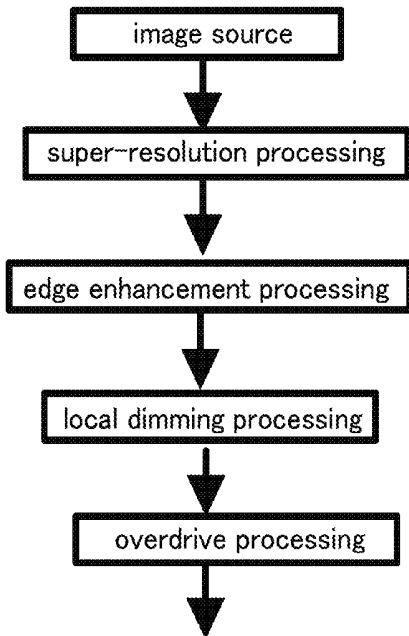 image source
super-resolution processing
edge enhancement processing
local dimming processing
overdrive processing